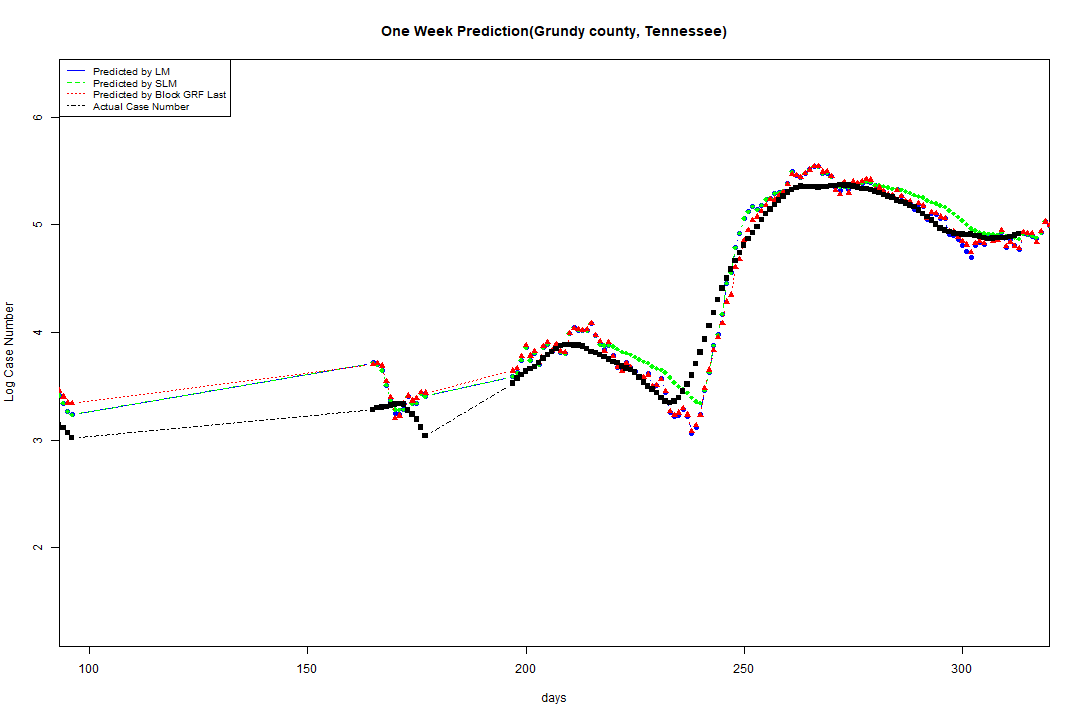 One Week Prediction(Grundy county, Tennessee)
Predicted by LM
Predicted by SLM
Predicted by Block GRF Last
Actual Case Number
Log Case Number
6
5
4
3
2
100 150 200 250 300
days